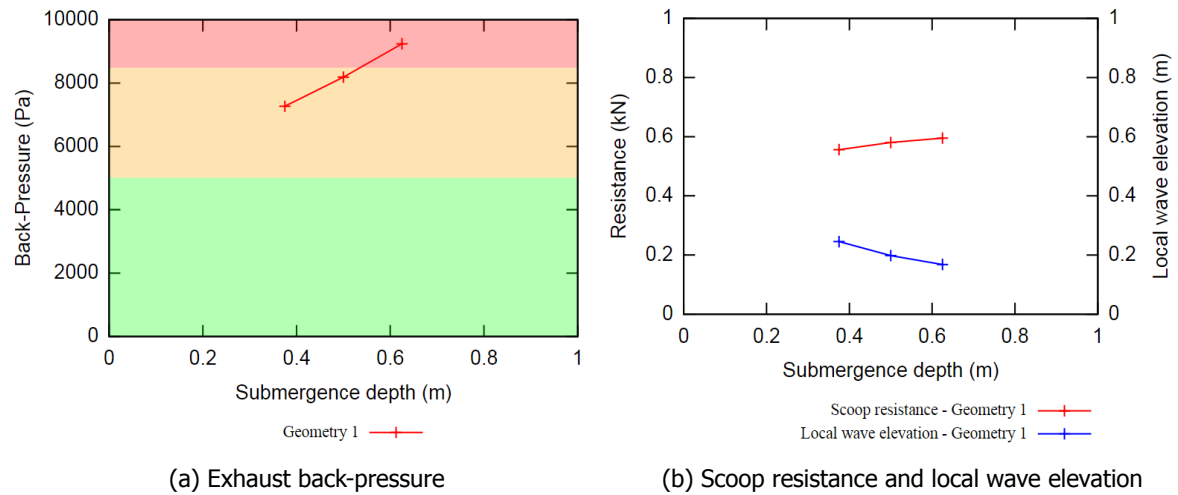 10000
8000
6000
4000
2000
0
Back-Pressure (Pa)
0 0.2 0.4 0.6 0.8 1
Submergence depth (m)
Geometry 1
(a) Exhaust back-pressure
1
0.8
0.6
0.4
0.2
0
Resistance (kN)
1
0.8
0.6
0.4
0.2
0
Local wave elevation (m)
0 0.2 0.4 0.6 0.8 1
Submergence depth (m)
Scoop resistance - Geometry 1
Local wave elevation - Geometry 1
(b) Scoop resistance and local wave elevation